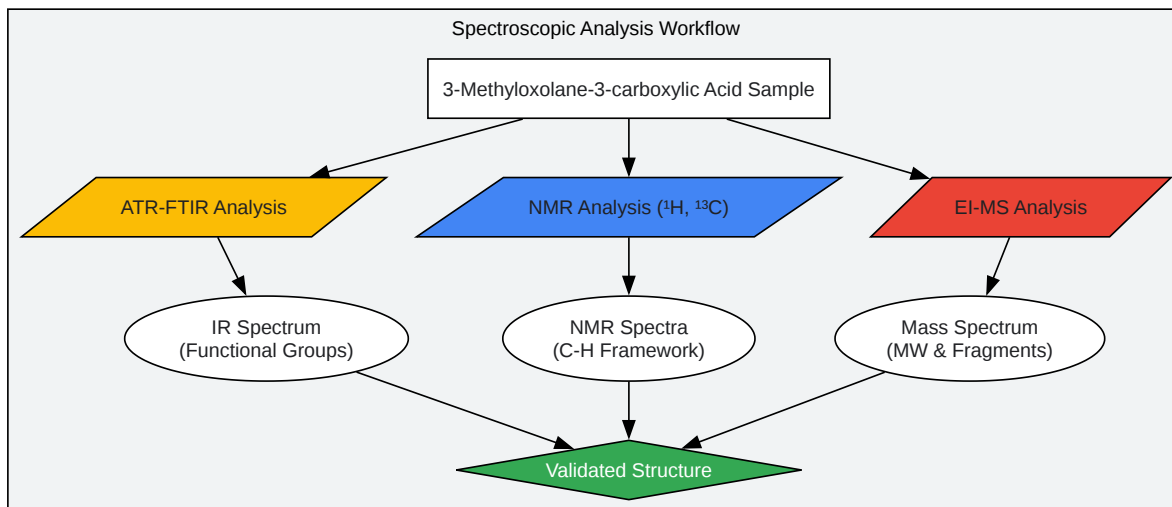 Spectroscopic Analysis Workflow
3-Methyloxolane-3-carboxylic Acid Sample
ATR-FTIR Analysis
NMR Analysis (¹H, ¹³C)
EI-MS Analysis
IR Spectrum
(Functional Groups)
NMR Spectra
(C-H Framework)
Mass Spectrum
(MW & Fragments)
Validated Structure